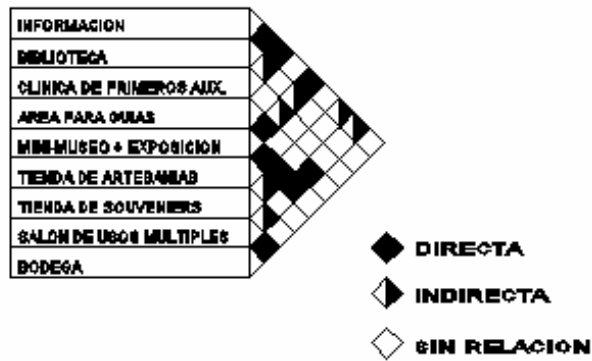 INFORMACION
BIBLIOTECA
CLINICA DE PRIMEROS AUX.
AREA PARA GUIAS
MINI-MUSEO + EXPOSICION
TIENDA DE ARTESANIAS
TIENDA DE SOUVENIERS
SALON DE USOS MULTIPLES
BODEGA
DIRECTA
INDIRECTA
SIN RELACION